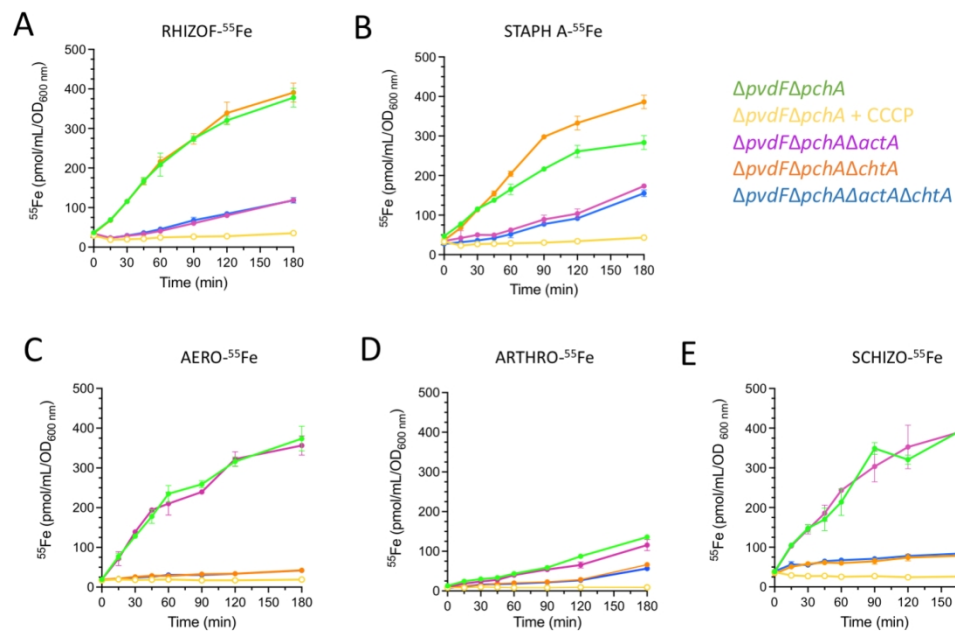 A
RHIZOF-⁵⁵Fe
⁵⁵Fe (pmol/mL/OD₆₀₀ ₙₘ)
500
400
300
200
100
0
0 30 60 90 120 150 180
Time (min)
B
STAPH A-⁵⁵Fe
⁵⁵Fe (pmol/mL/OD₆₀₀ ₙₘ)
500
400
300
200
100
0
0 30 60 90 120 150 180
Time (min)
ΔpvdFΔpchA
ΔpvdFΔpchA + CCCP
ΔpvdFΔpchAΔactA
ΔpvdFΔpchAΔchtA
ΔpvdFΔpchAΔactAΔchtA
C
AERO-⁵⁵Fe
⁵⁵Fe (pmol/mL/OD₆₀₀ ₙₘ)
500
400
300
200
100
0
0 30 60 90 120 150 180
Time (min)
D
ARTHRO-⁵⁵Fe
⁵⁵Fe (pmol/mL/OD₆₀₀ ₙₘ)
500
400
300
200
100
0
0 30 60 90 120 150 180
Time (min)
E
SCHIZO-⁵⁵Fe
⁵⁵Fe (pmol/mL/OD₆₀₀ ₙₘ)
500
400
300
200
100
0
0 30 60 90 120 150
Time (min)